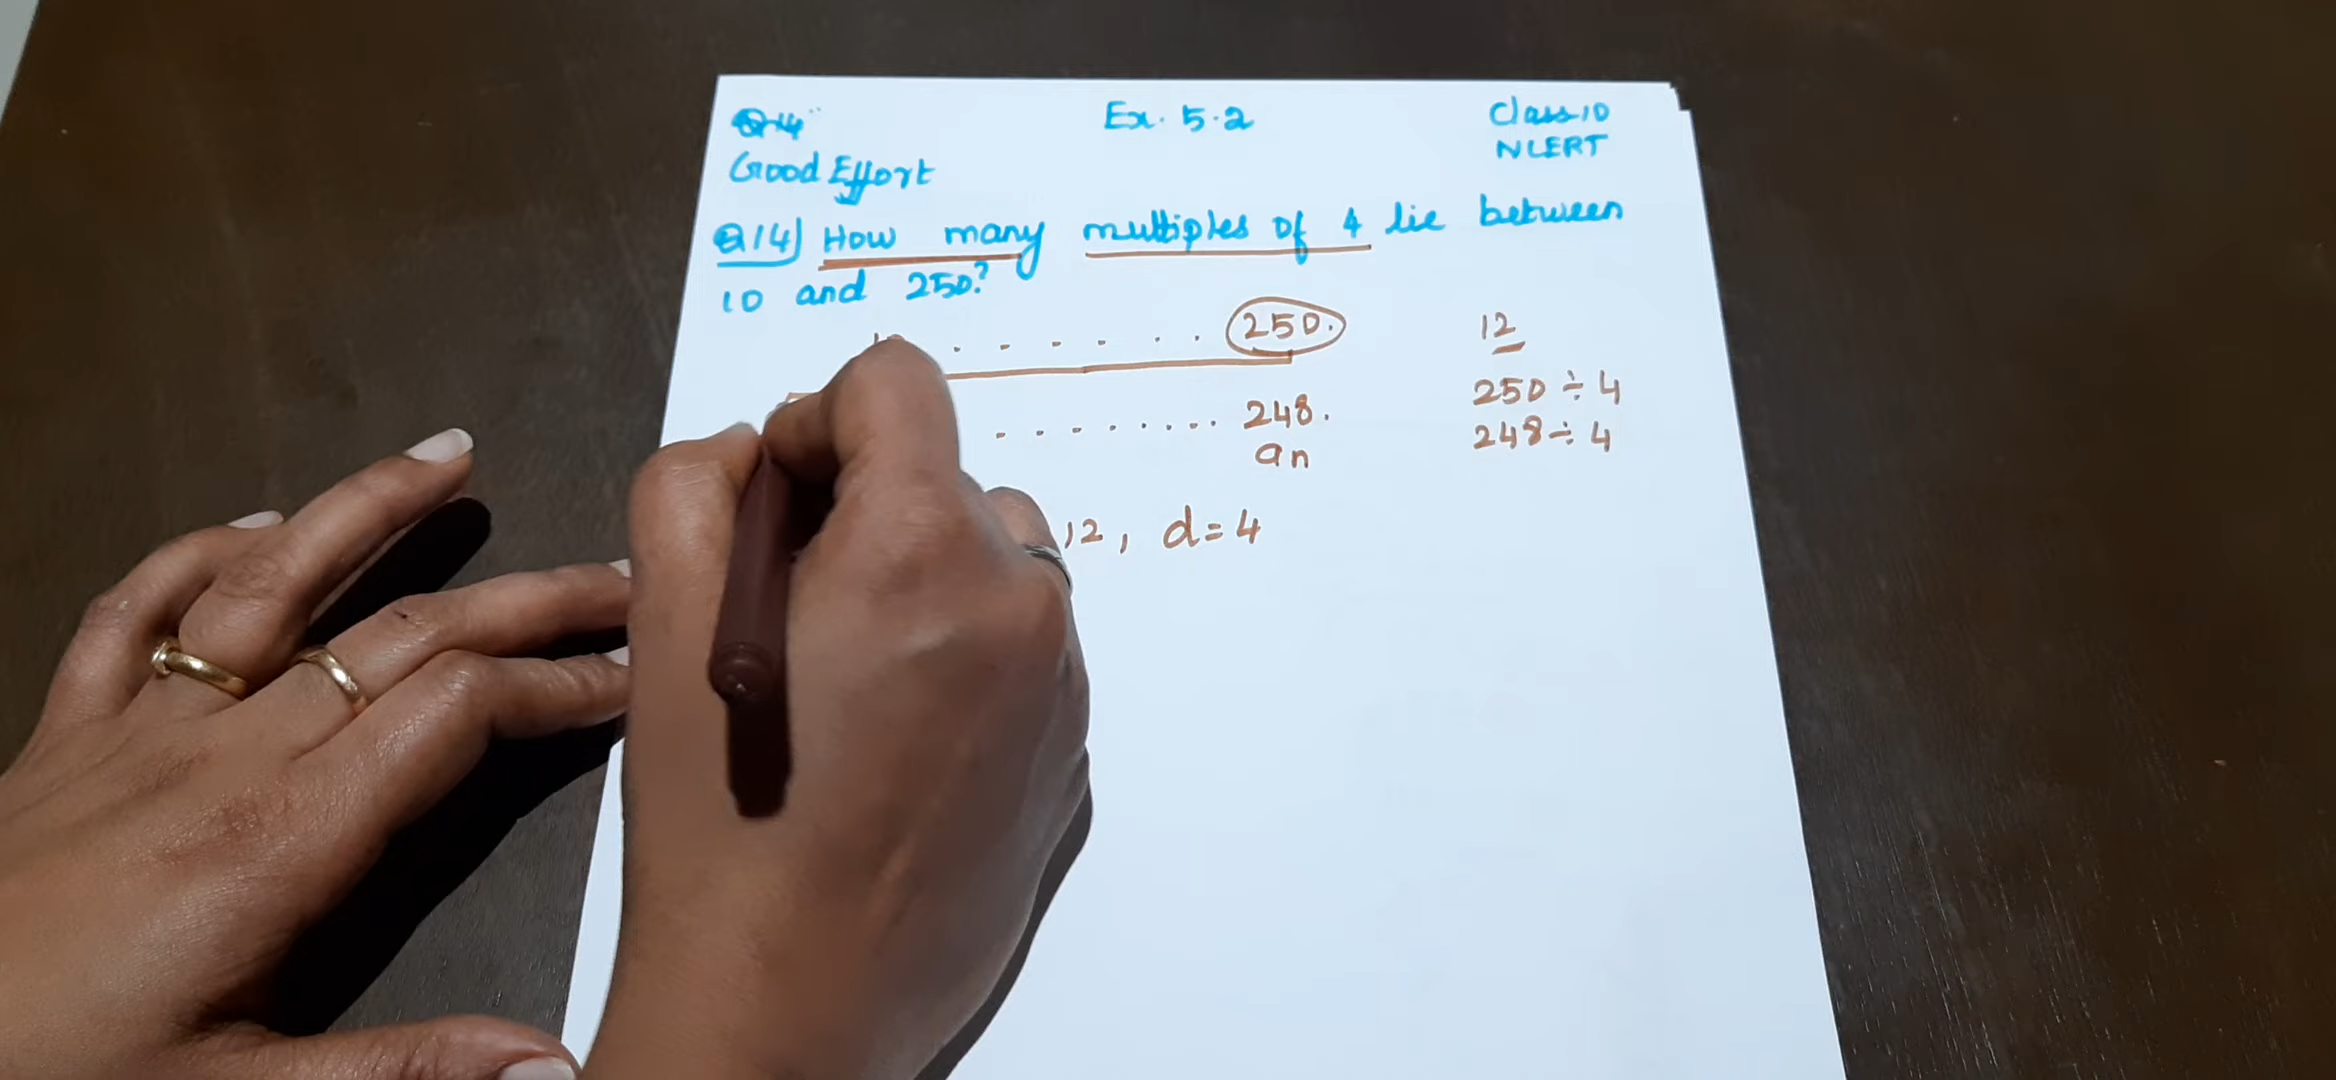 Q14
Ex. 5.2
Class 10
NCERT
Good Effort
Q14) How many multiples of 4 lie between
10 and 250?
. . . . . . 250.
12
250 ÷ 4
. . . . . . . . . 248.
248 ÷ 4
an
12, d = 4